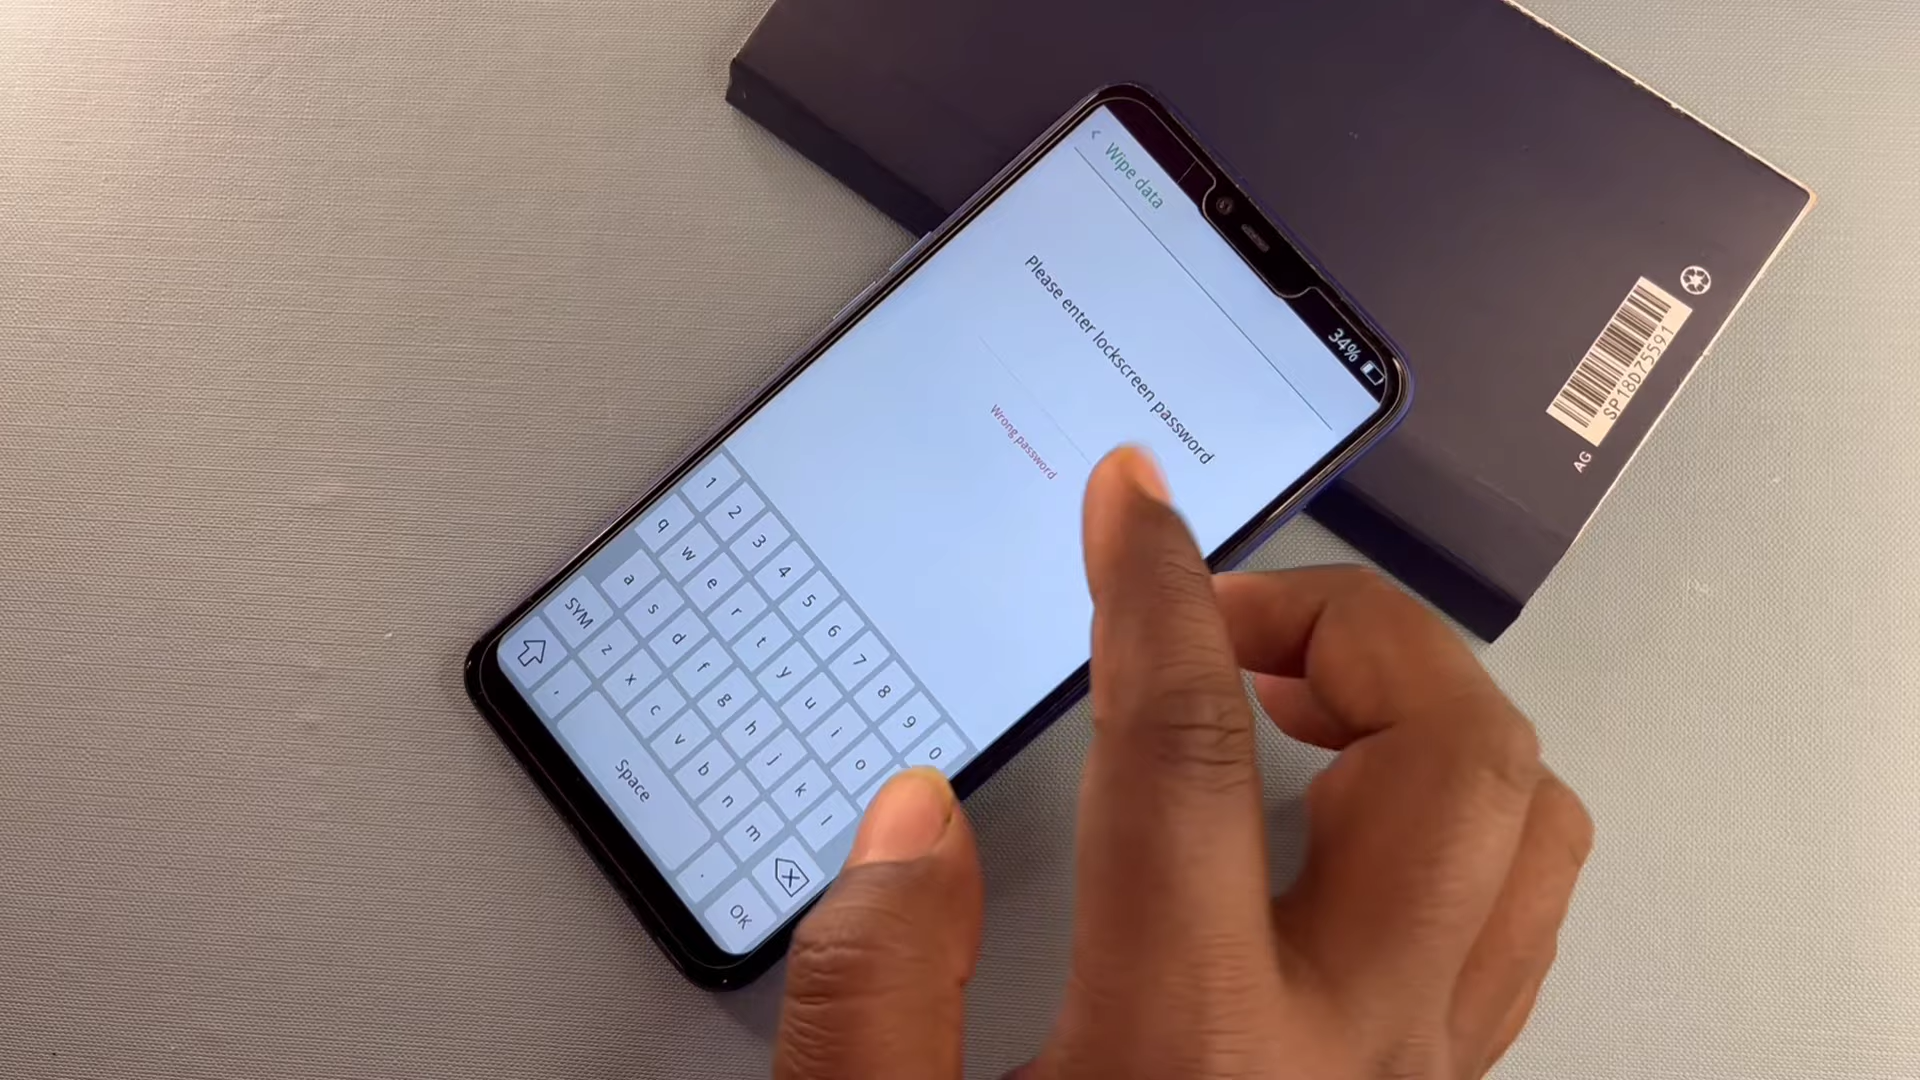 34%
Wipe data
Please enter lockscreen password
Wrong password
1 2 3 4 5 6 7 8 9 0
q w e r t y u i o
a s d f g h j k l
SYM z x c v b n m
, Space . OK
SP18D75591
AG